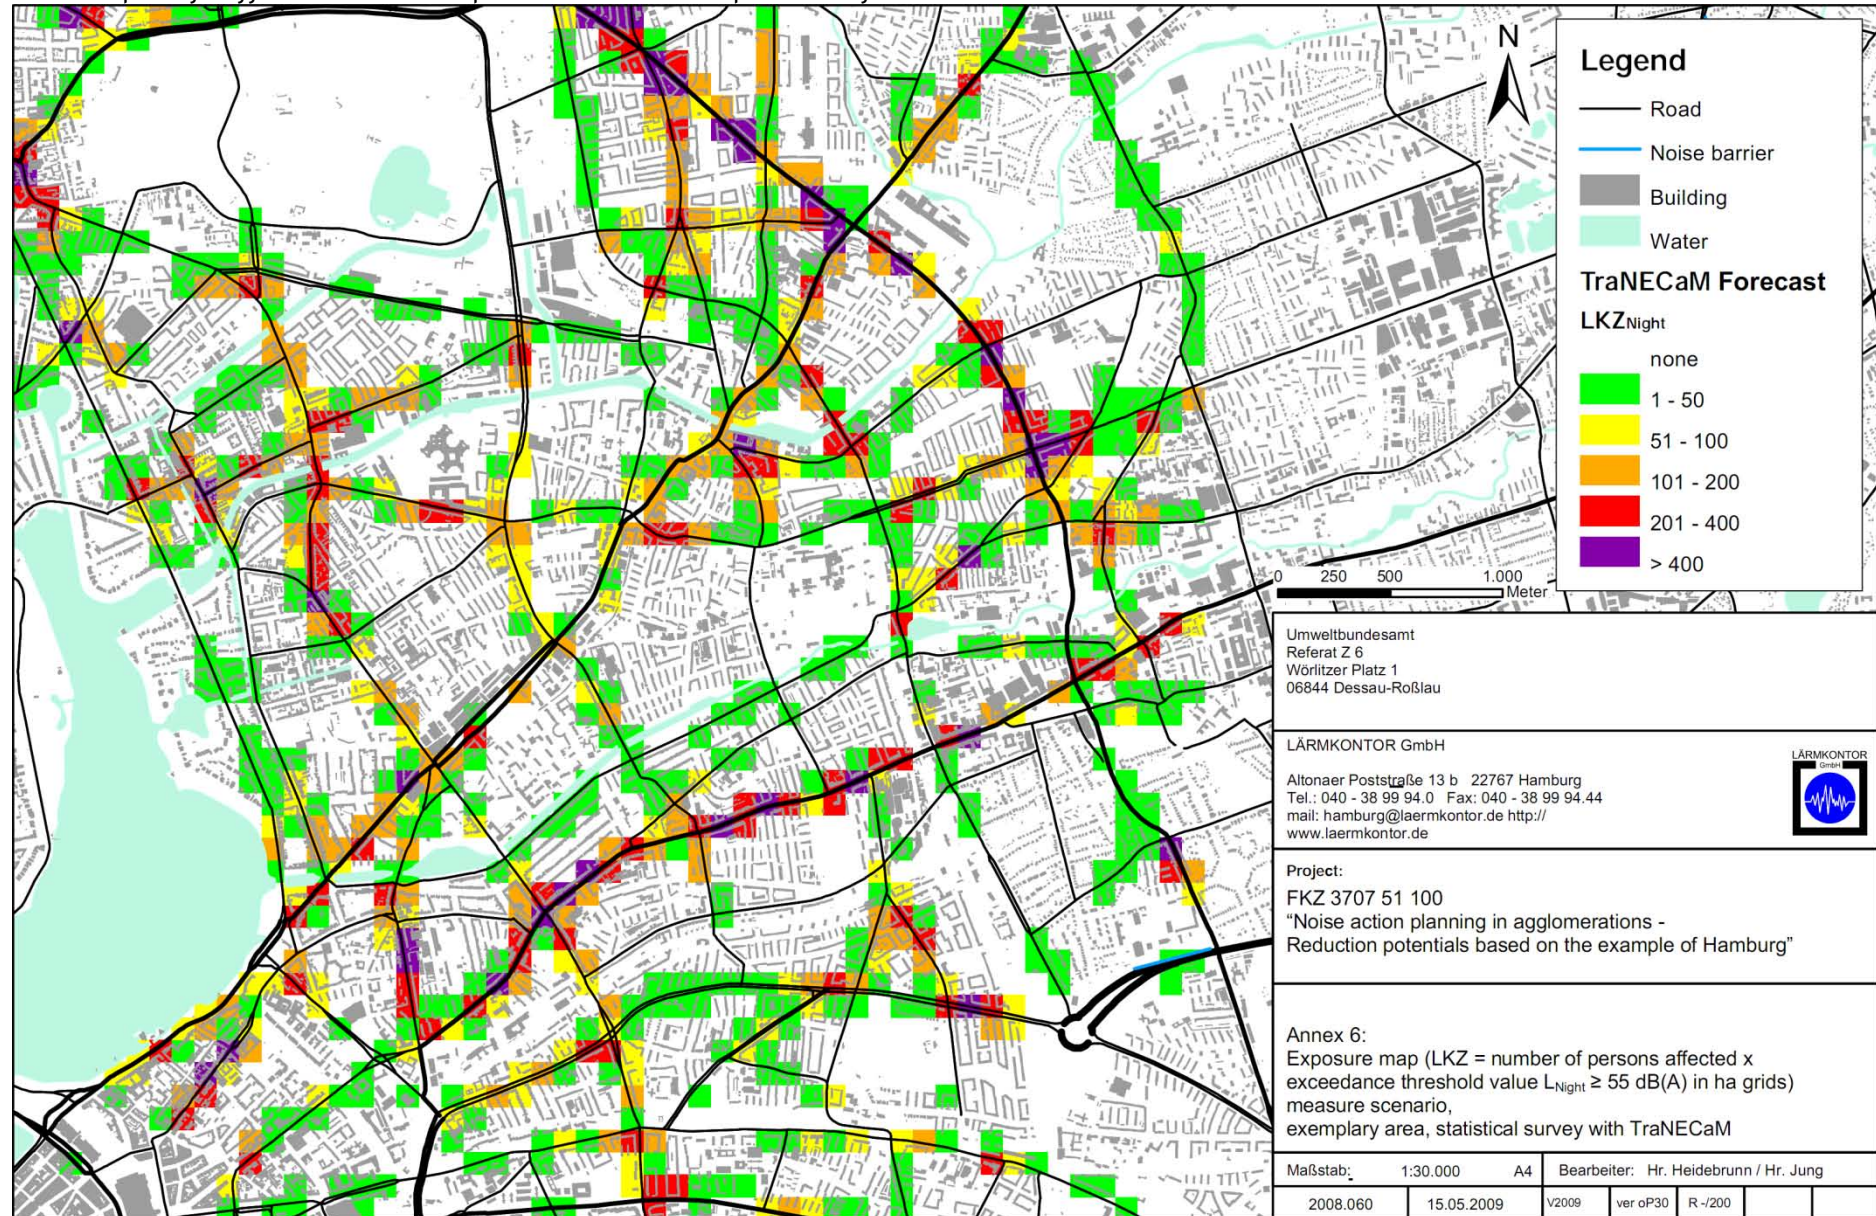 N
Legend
Road
Noise barrier
Building
Water
TraNECaM Forecast
LKZNight
none
1 - 50
51 - 100
101 - 200
201 - 400
> 400
0 250 500 1.000
Meter
Umweltbundesamt
Referat Z 6
Wörlitzer Platz 1
06844 Dessau-Roßlau
LÄRMKONTOR GmbH
Altonaer Poststraße 13 b 22767 Hamburg
Tel.: 040 - 38 99 94.0 Fax: 040 - 38 99 94.44
mail: hamburg@laermkontor.de http://
www.laermkontor.de
LÄRMKONTOR
GmbH
Project:
FKZ 3707 51 100
“Noise action planning in agglomerations -
Reduction potentials based on the example of Hamburg”
Annex 6:
Exposure map (LKZ = number of persons affected x
exceedance threshold value LNight ≥ 55 dB(A) in ha grids)
measure scenario,
exemplary area, statistical survey with TraNECaM
Maßstab: 1:30.000 A4 Bearbeiter: Hr. Heidebrunn / Hr. Jung
2008.060 15.05.2009 V2009 ver oP30 R -/200